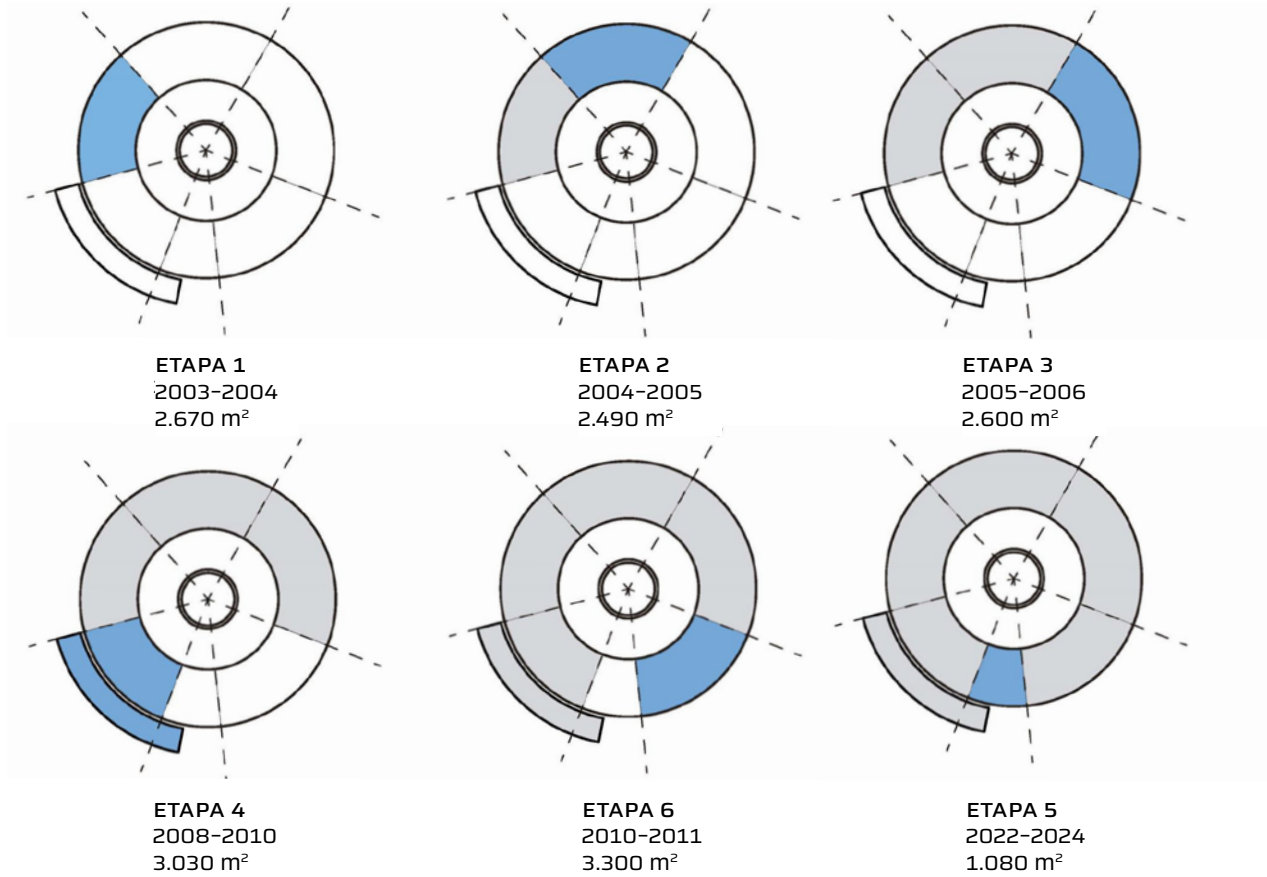 ETAPA 1
2003–2004
2.670 m²
ETAPA 2
2004–2005
2.490 m²
ETAPA 3
2005–2006
2.600 m²
ETAPA 4
2008–2010
3.030 m²
ETAPA 6
2010–2011
3.300 m²
ETAPA 5
2022–2024
1.080 m²